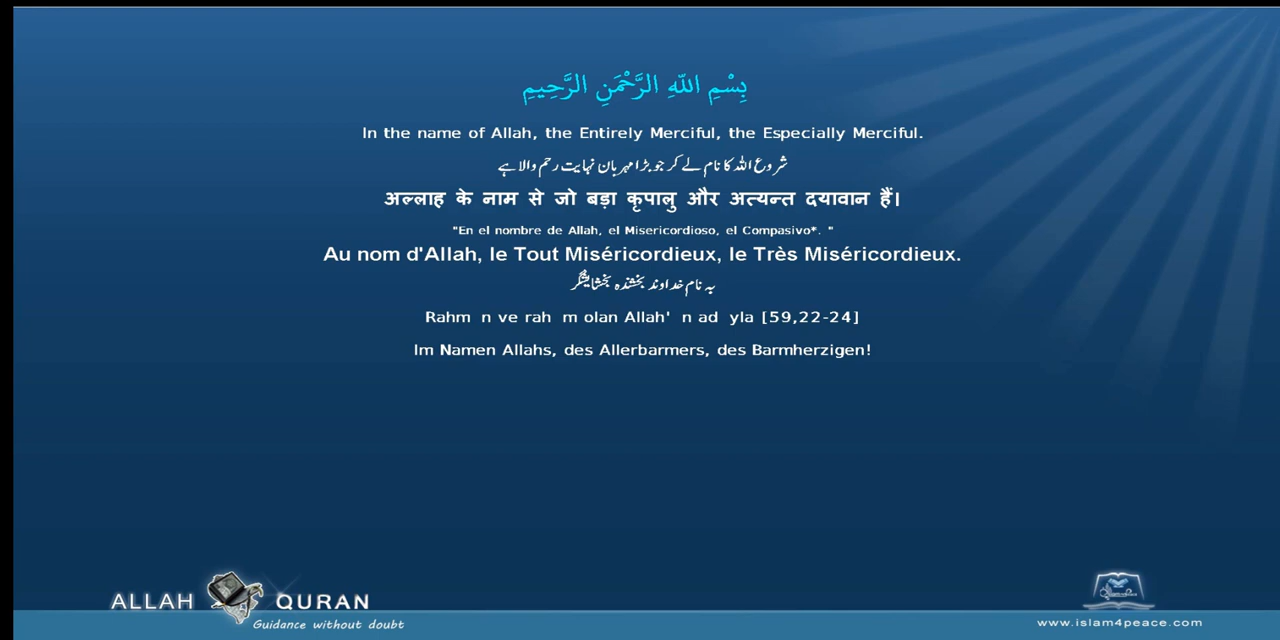 بِسْمِ اللَّهِ الرَّحْمَنِ الرَّحِيمِ
In the name of Allah, the Entirely Merciful, the Especially Merciful.
شروع اللہ کا نام لے کر جو بڑا مہربان نہایت رحم والا ہے
अल्लाह के नाम से जो बड़ा कृपालु और अत्यन्त दयावान हैं।
"En el nombre de Allah, el Misericordioso, el Compasivo*. "
Au nom d'Allah, le Tout Miséricordieux, le Très Miséricordieux.
به نام خداوند بخشنده بخشایشگر
Rahm n ve rah m olan Allah' n ad yla [59,22-24]
Im Namen Allahs, des Allerbarmers, des Barmherzigen!
ALLAH QURAN
Guidance without doubt
www.islam4peace.com